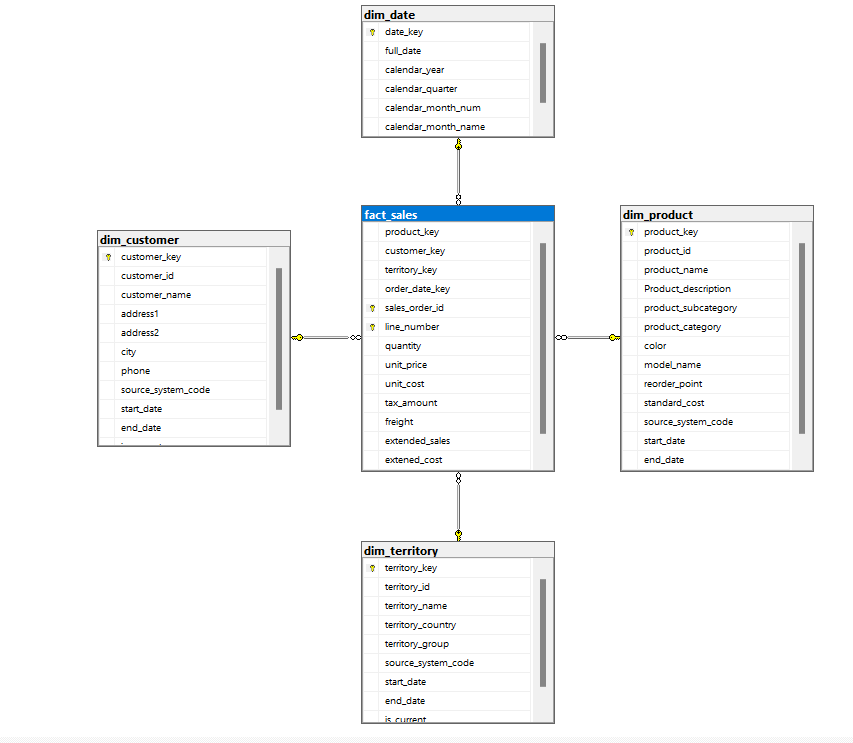 dim_date
date_key
full_date
calendar_year
calendar_quarter
calendar_month_num
calendar_month_name
fact_sales
product_key
customer_key
territory_key
order_date_key
sales_order_id
line_number
quantity
unit_price
unit_cost
tax_amount
freight
extended_sales
extened_cost
dim_customer
customer_key
customer_id
customer_name
address1
address2
city
phone
source_system_code
start_date
end_date
dim_product
product_key
product_id
product_name
Product_description
product_subcategory
product_category
color
model_name
reorder_point
standard_cost
source_system_code
start_date
end_date
dim_territory
territory_key
territory_id
territory_name
territory_country
territory_group
source_system_code
start_date
end_date
is_current